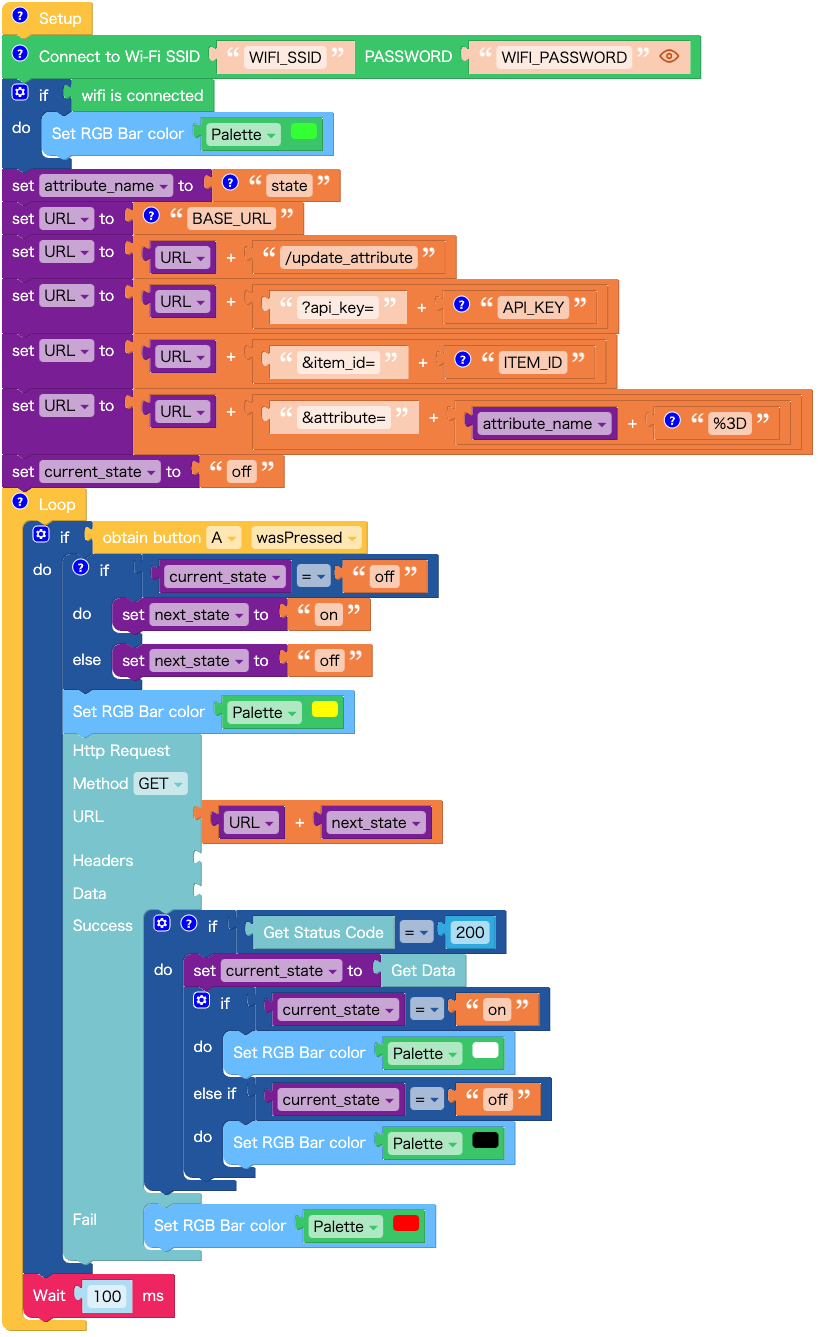 Setup
Connect to Wi-Fi SSID “ WIFI_SSID ” PASSWORD “ WIFI_PASSWORD ”
if wifi is connected
do Set RGB Bar color Palette
set attribute_name to “ state ”
set URL to “ BASE_URL ”
set URL to URL + “ /update_attribute ”
set URL to URL + “ ?api_key= ” + “ API_KEY ”
set URL to URL + “ &item_id= ” + “ ITEM_ID ”
set URL to URL + “ &attribute= ” + attribute_name + “ %3D ”
set current_state to “ off ”
Loop
if obtain button A wasPressed
do if current_state = “ off ”
do set next_state to “ on ”
else set next_state to “ off ”
Set RGB Bar color Palette
Http Request
Method GET
URL URL + next_state
Headers
Data
Success if Get Status Code = 200
do set current_state to Get Data
if current_state = “ on ”
do Set RGB Bar color Palette
else if current_state = “ off ”
do Set RGB Bar color Palette
Fail Set RGB Bar color Palette
Wait 100 ms